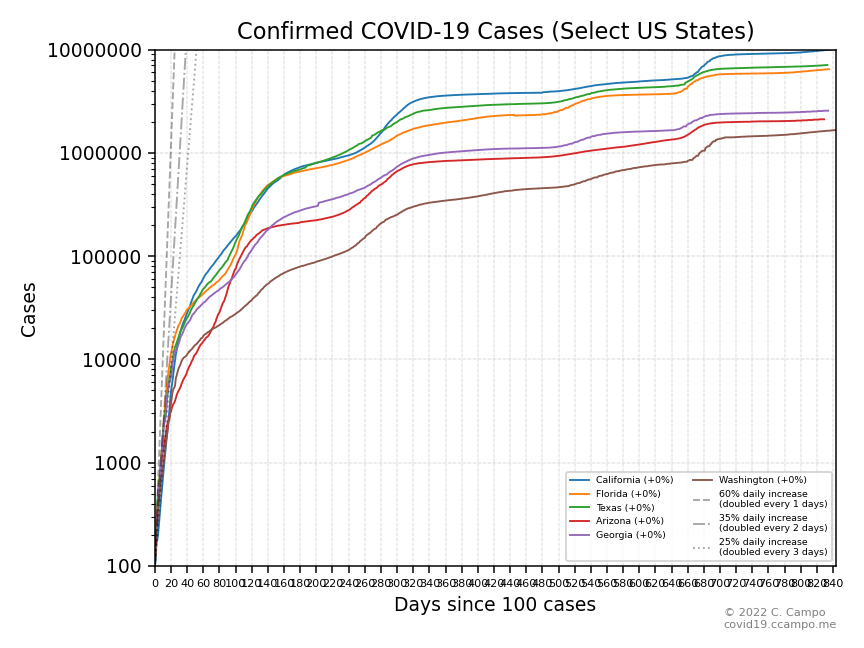 Confirmed COVID-19 Cases (Select US States)
10000000
1000000
100000
10000
1000
100
Cases
California (+0%)
Florida (+0%)
Texas (+0%)
Arizona (+0%)
Georgia (+0%)
Washington (+0%)
60% daily increase
(doubled every 1 days)
35% daily increase
(doubled every 2 days)
25% daily increase
(doubled every 3 days)
0 20 40 60 80 100 120 140 160 180 200 220 240 260 280 300 320 340 360 380 400 420 440 460 480 500 520 540 560 580 600 620 640 660 680 700 720 740 760 780 800 820 840
Days since 100 cases
© 2022 C. Campo
covid19.ccampo.me